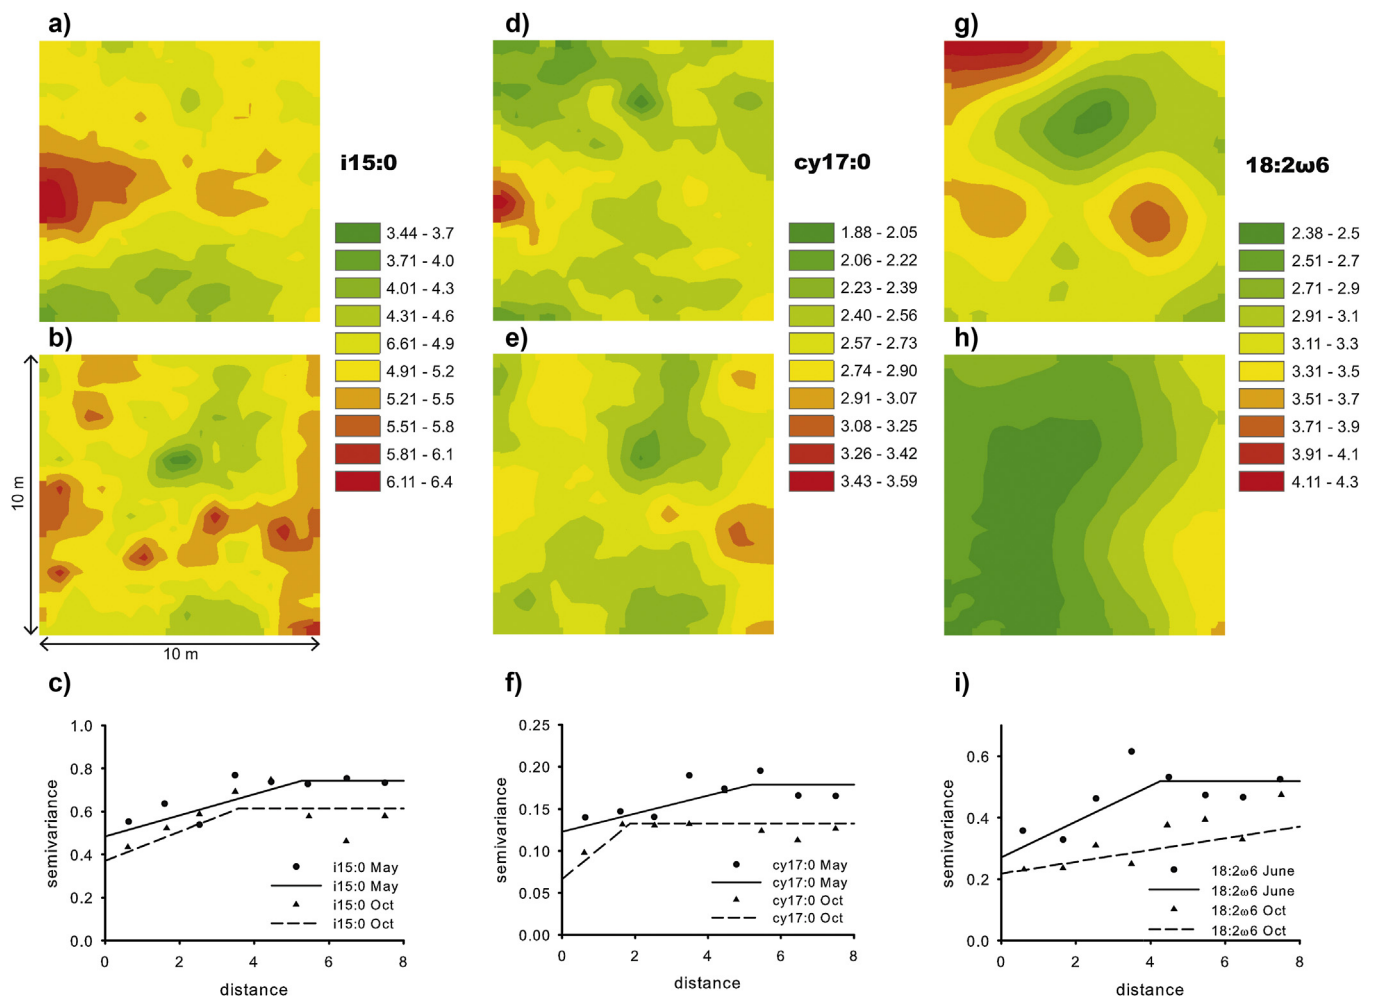 a)
d)
g)
i15:0
3.44 - 3.7
3.71 - 4.0
4.01 - 4.3
4.31 - 4.6
6.61 - 4.9
4.91 - 5.2
5.21 - 5.5
5.51 - 5.8
5.81 - 6.1
6.11 - 6.4
cy17:0
1.88 - 2.05
2.06 - 2.22
2.23 - 2.39
2.40 - 2.56
2.57 - 2.73
2.74 - 2.90
2.91 - 3.07
3.08 - 3.25
3.26 - 3.42
3.43 - 3.59
18:2ω6
2.38 - 2.5
2.51 - 2.7
2.71 - 2.9
2.91 - 3.1
3.11 - 3.3
3.31 - 3.5
3.51 - 3.7
3.71 - 3.9
3.91 - 4.1
4.11 - 4.3
b)
e)
h)
10 m
10 m
c)
semivariance
1.0
0.8
0.6
0.4
0.2
0.0
i15:0 May
i15:0 May
i15:0 Oct
i15:0 Oct
0 2 4 6 8
distance
f)
semivariance
0.25
0.20
0.15
0.10
0.05
0.00
cy17:0 May
cy17:0 May
cy17:0 Oct
cy17:0 Oct
0 2 4 6 8
distance
i)
semivariance
0.6
0.4
0.2
0.0
18:2ω6 June
18:2ω6 June
18:2ω6 Oct
18:2ω6 Oct
0 2 4 6 8
distance